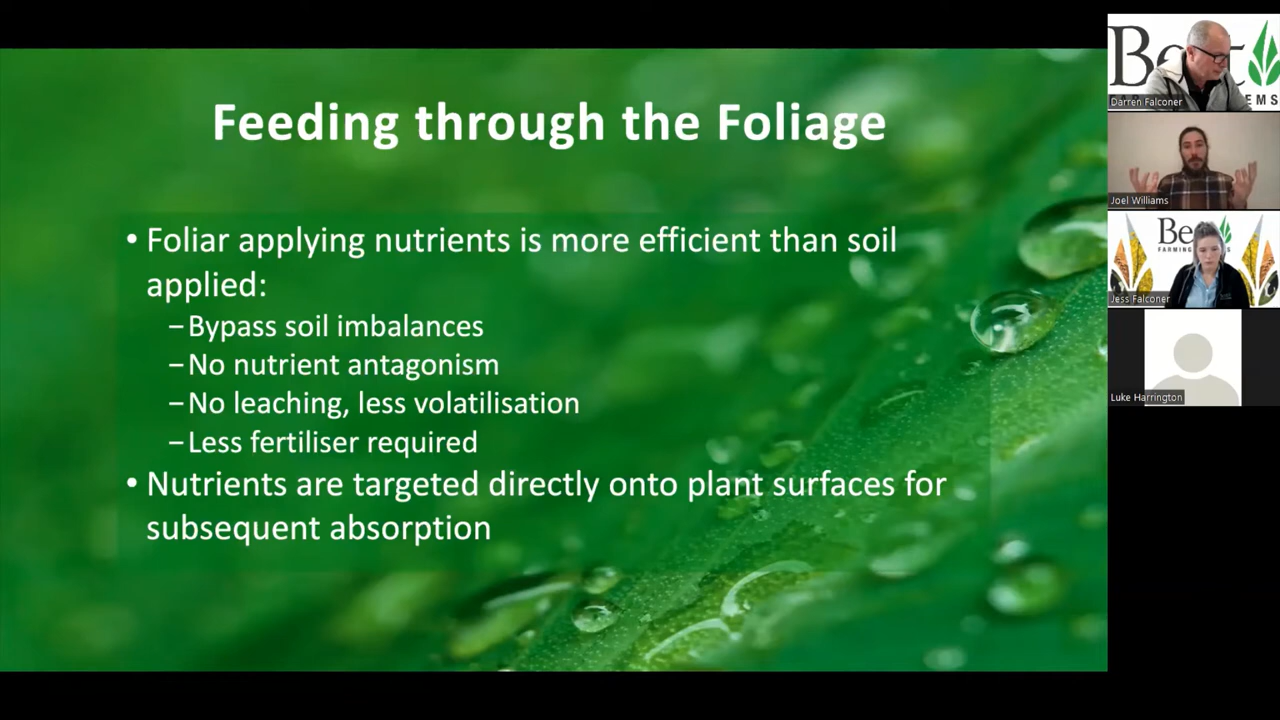 Feeding through the Foliage
• Foliar applying nutrients is more efficient than soil
applied:
–Bypass soil imbalances
–No nutrient antagonism
–No leaching, less volatilisation
–Less fertiliser required
• Nutrients are targeted directly onto plant surfaces for
subsequent absorption
Darren Falconer
Joel Williams
Jess Falconer
Luke Harrington